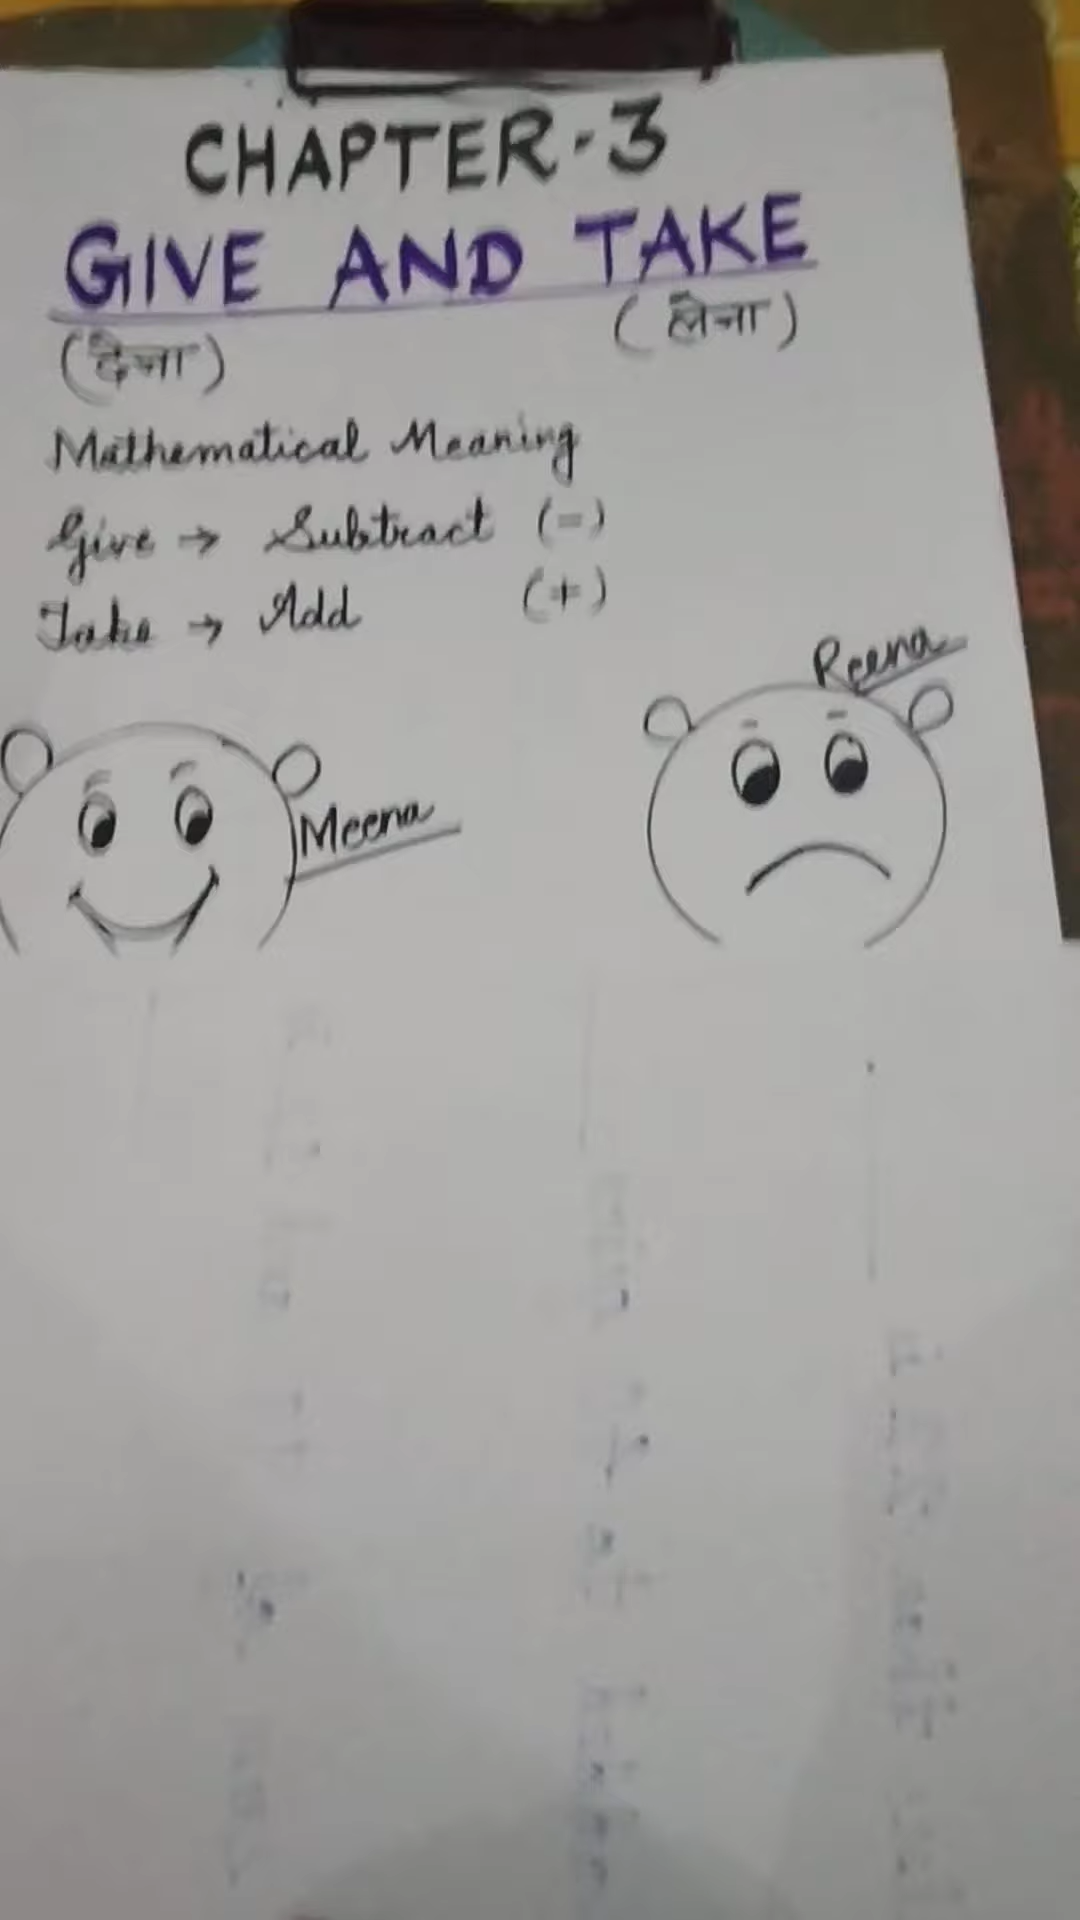 CHAPTER-3
GIVE AND TAKE
(देना) (लेना)
Mathematical Meaning
Give → Subtract (-)
Take → Add (+)
Reena
Meena